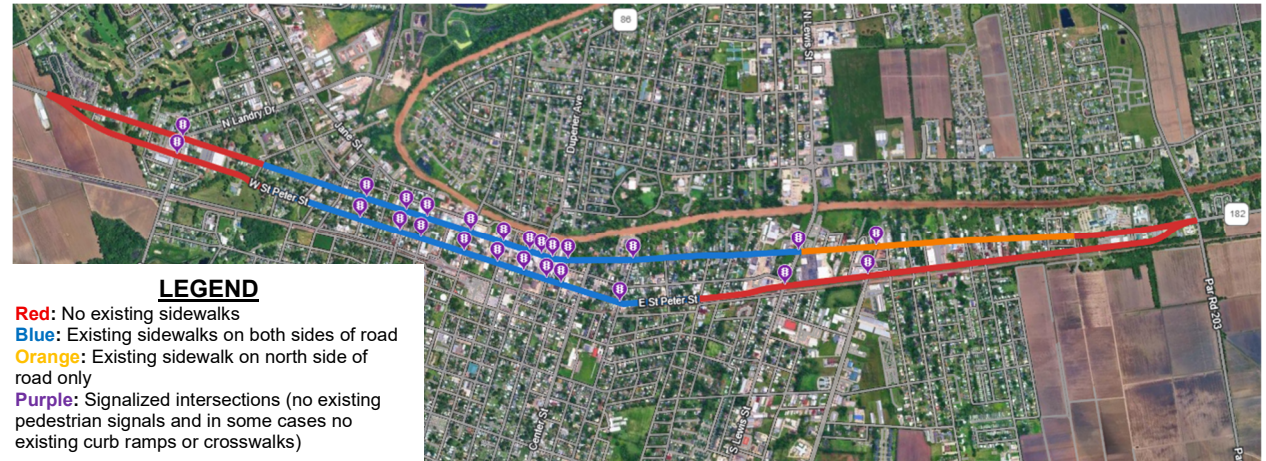 86
N Lewis St
N Landry Dr
Duperier Ave
W St Peter St
182
E St Peter St
Par Rd 203
Center St
S Lewis St
LEGEND
Red: No existing sidewalks
Blue: Existing sidewalks on both sides of road
Orange: Existing sidewalk on north side of
road only
Purple: Signalized intersections (no existing
pedestrian signals and in some cases no
existing curb ramps or crosswalks)